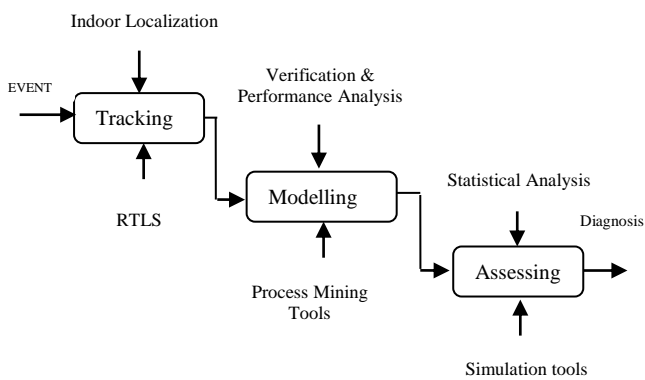 Indoor Localization
EVENT
Tracking
RTLS
Verification &
Performance Analysis
Modelling
Process Mining
Tools
Statistical Analysis
Diagnosis
Assessing
Simulation tools